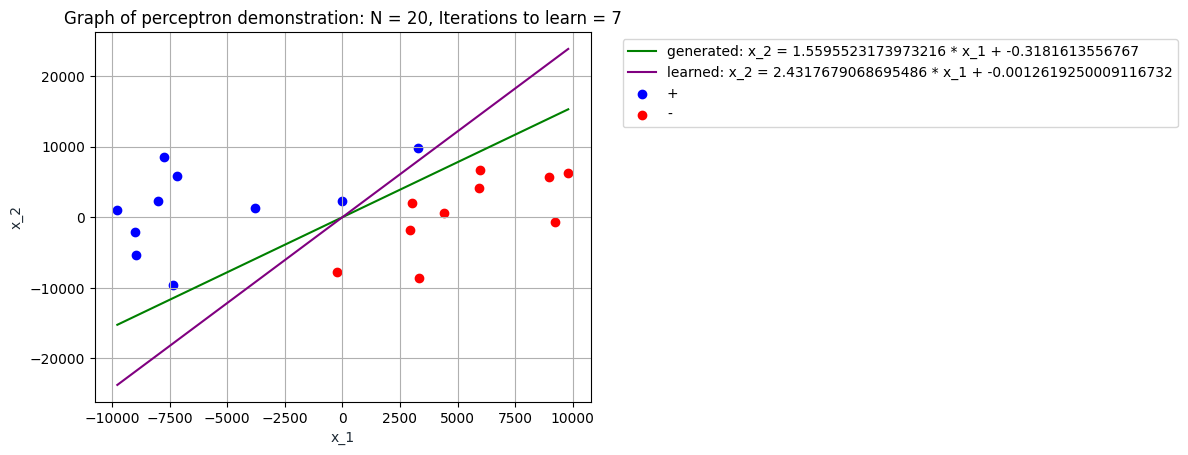 Graph of perceptron demonstration: N = 20, Iterations to learn = 7
generated: x_2 = 1.5595523173973216 * x_1 + -0.3181613556767
learned: x_2 = 2.4317679068695486 * x_1 + -0.0012619250009116732
+
-
20000
10000
0
−10000
−20000
x_2
−10000 −7500 −5000 −2500 0 2500 5000 7500 10000
x_1